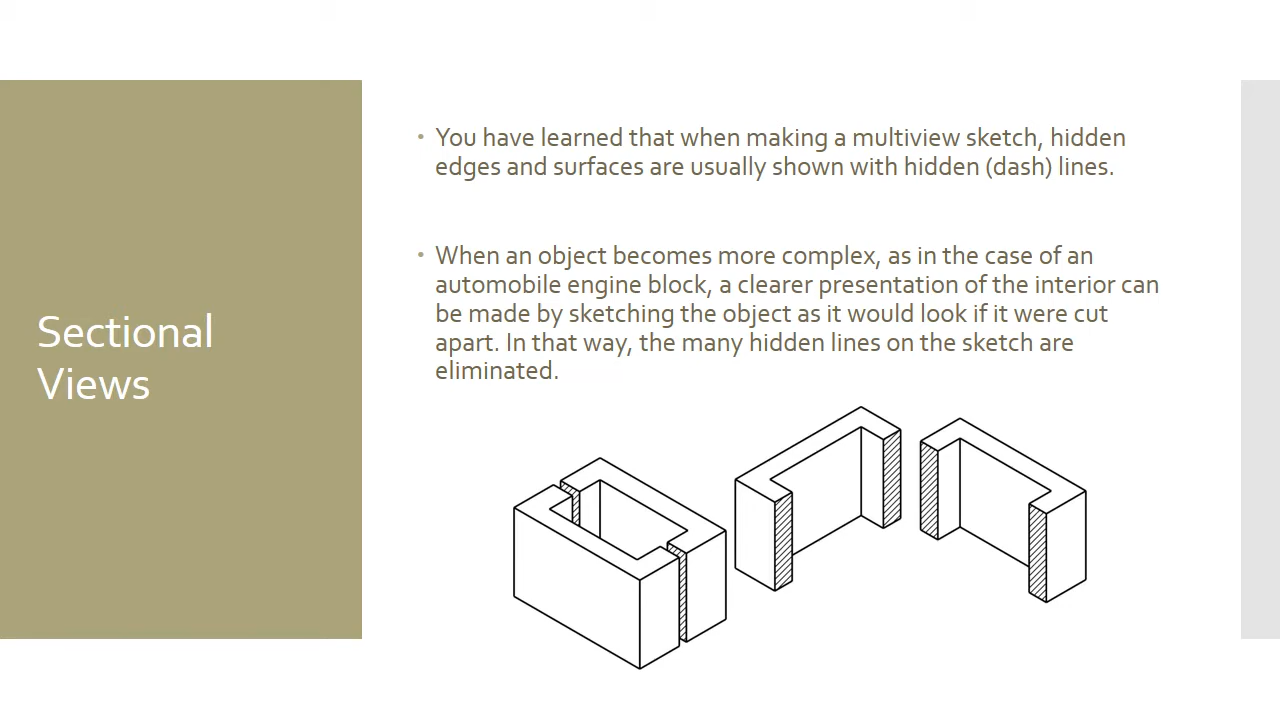 Sectional
Views
• You have learned that when making a multiview sketch, hidden
edges and surfaces are usually shown with hidden (dash) lines.
• When an object becomes more complex, as in the case of an
automobile engine block, a clearer presentation of the interior can
be made by sketching the object as it would look if it were cut
apart. In that way, the many hidden lines on the sketch are
eliminated.